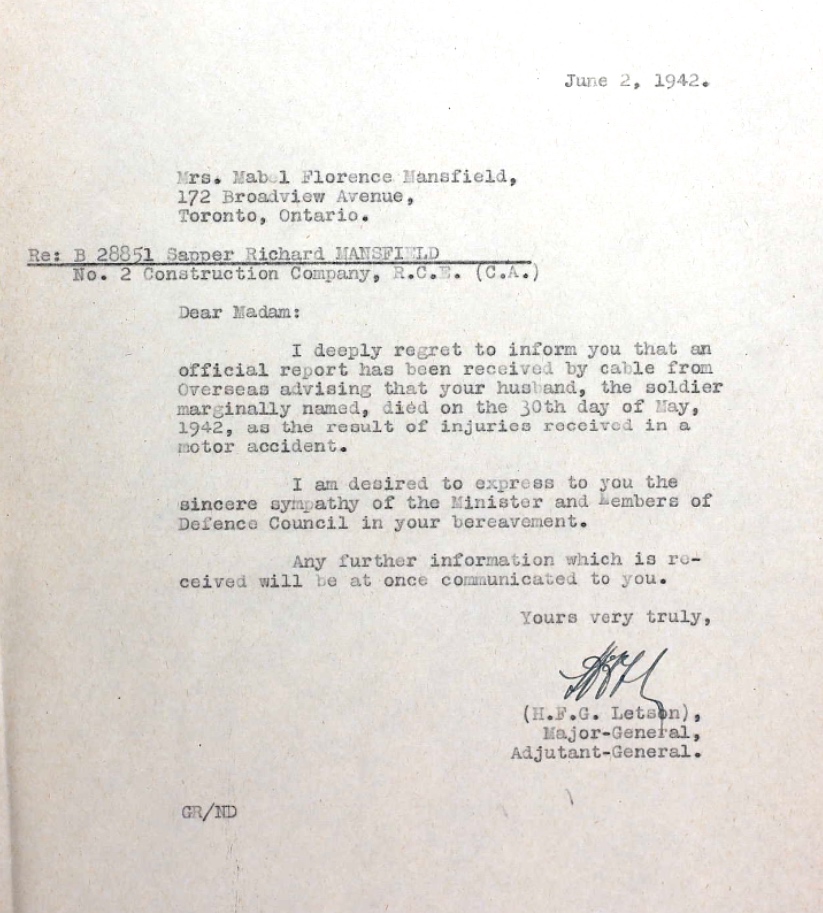 June 2, 1942.
Mrs. Mabel Florence Mansfield,
172 Broadview Avenue,
Toronto, Ontario.
Re: B 28851 Sapper Richard MANSFIELD
No. 2 Construction Company, R.C.E. (C.A.)
Dear Madam:
I deeply regret to inform you that an
official report has been received by cable from
Overseas advising that your husband, the soldier
marginally named, died on the 30th day of May,
1942, as the result of injuries received in a
motor accident.
I am desired to express to you the
sincere sympathy of the Minister and Members of
Defence Council in your bereavement.
Any further information which is re-
ceived will be at once communicated to you.
Yours very truly,
(H.F.G. Letson),
Major-General,
Adjutant-General.
GR/ND